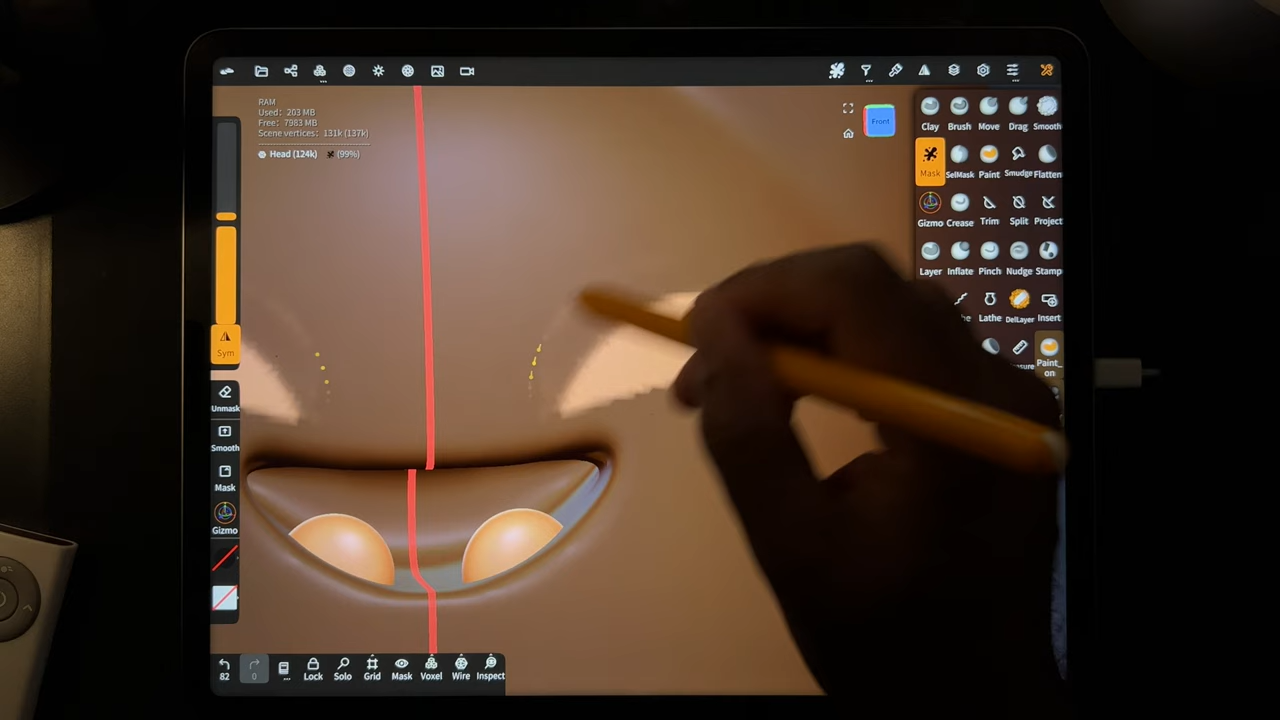 RAM
Used: 203 MB
Free: 7983 MB
Scene vertices: 131k (137k)
Head (124k) (99%)
Front
Clay Brush Move Drag Smooth
Mask SelMask Paint Smudge Flatten
Gizmo Crease Trim Split Project
Layer Inflate Pinch Nudge Stamp
Lathe DelLayer Insert
Paint_
on
Sym
Unmask
Smooth
Mask
Gizmo
82 0 Lock Solo Grid Mask Voxel Wire Inspect